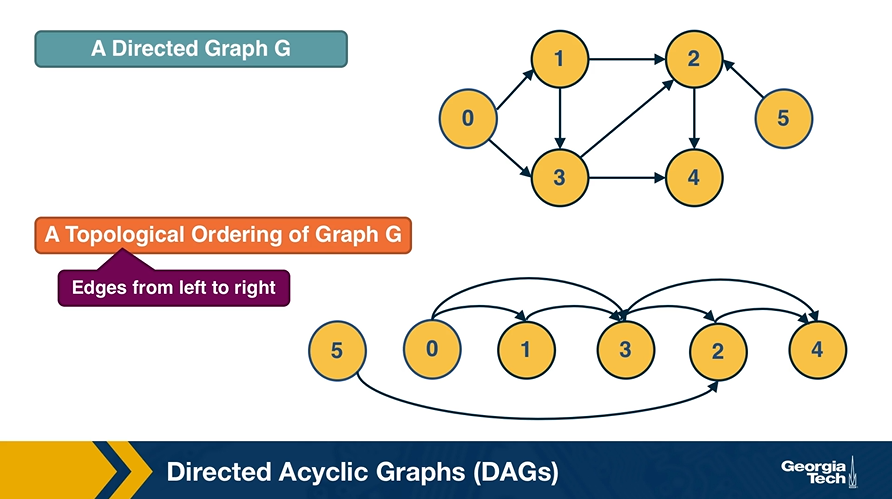 A Directed Graph G
1
2
0
5
3
4
A Topological Ordering of Graph G
Edges from left to right
5
0
1
3
2
4
Directed Acyclic Graphs (DAGs)
Georgia
Tech